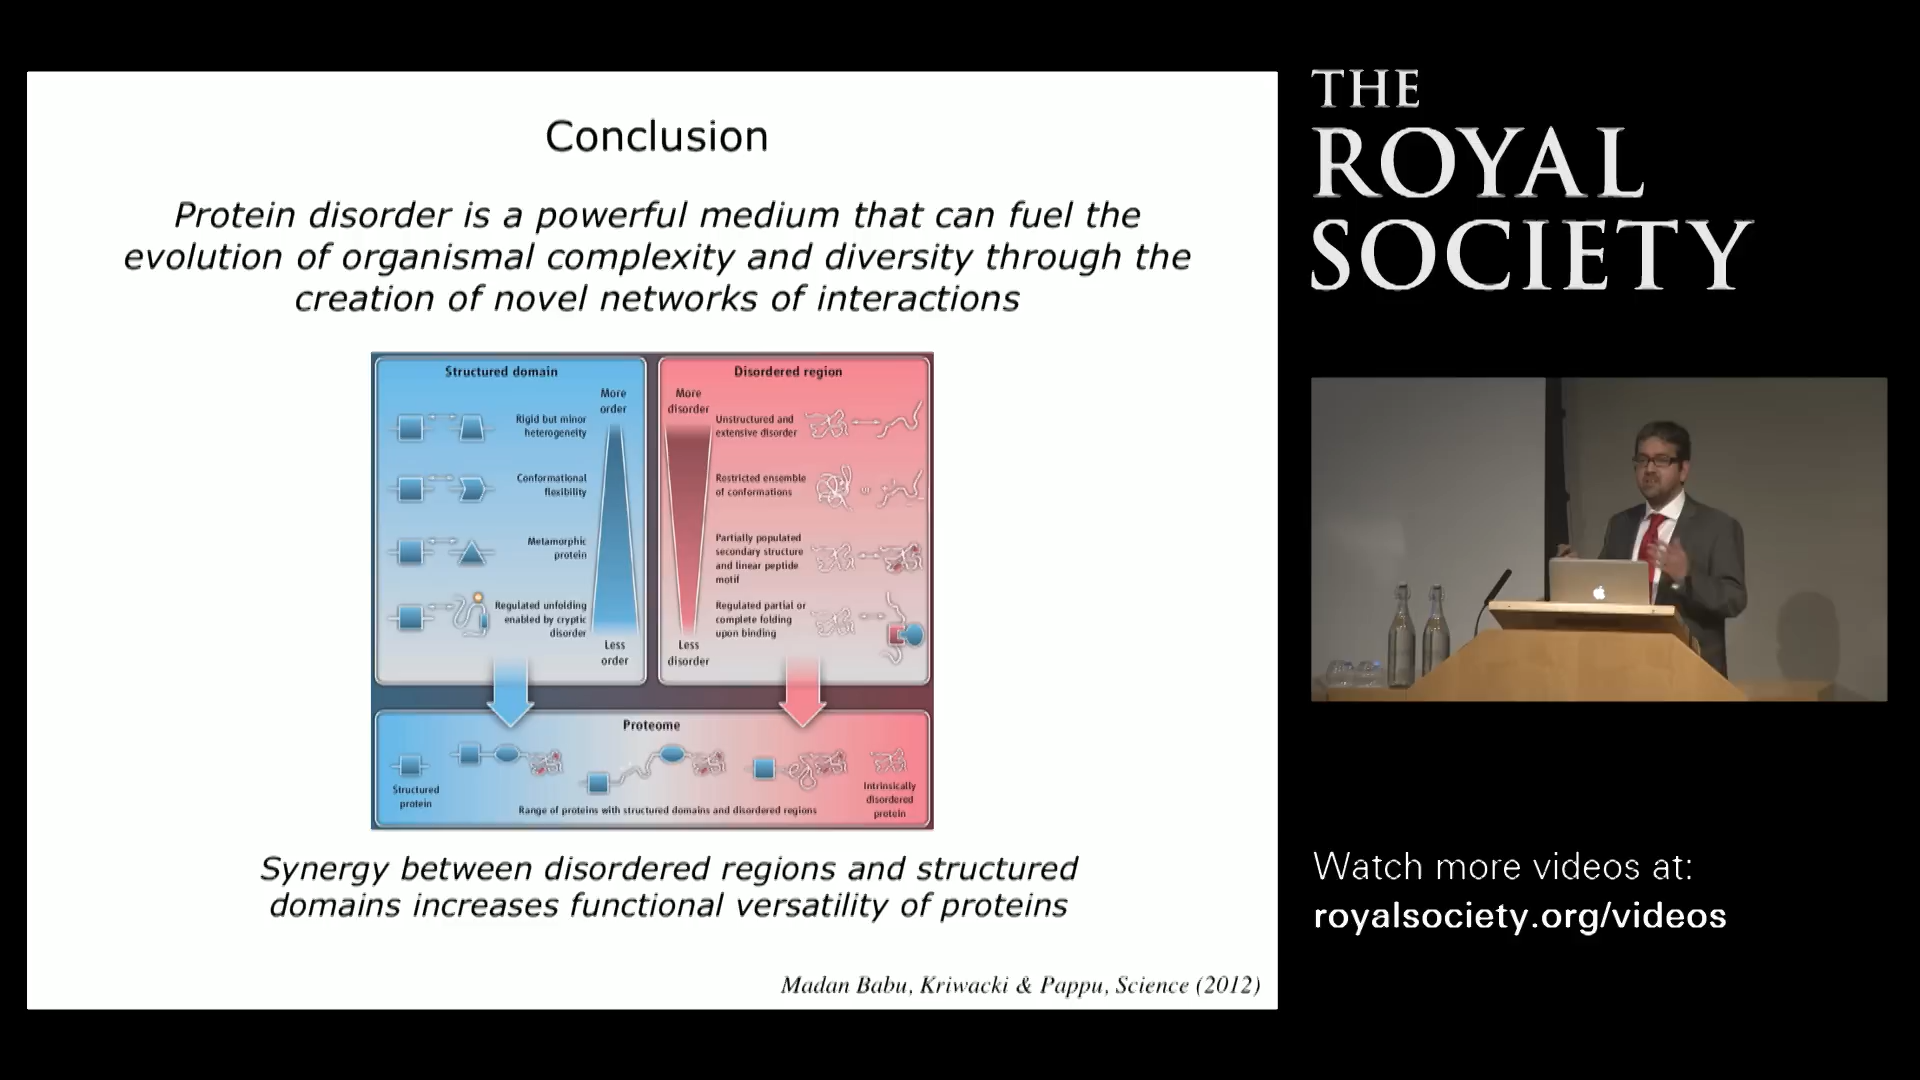 Conclusion
Protein disorder is a powerful medium that can fuel the
evolution of organismal complexity and diversity through the
creation of novel networks of interactions
Structured domain
More
order
Rigid but minor
heterogeneity
Conformational
flexibility
Metamorphic
protein
Regulated unfolding
enabled by cryptic
disorder
Less
order
Disordered region
More
disorder
Unstructured and
extensive disorder
Restricted ensemble
of conformations
or
Partially populated
secondary structure
and linear peptide
motif
Regulated partial or
complete folding
upon binding
Less
disorder
Proteome
Structured
protein
Range of proteins with structured domains and disordered regions
Intrinsically
disordered
protein
Synergy between disordered regions and structured
domains increases functional versatility of proteins
Madan Babu, Kriwacki & Pappu, Science (2012)
THE
ROYAL
SOCIETY
Watch more videos at:
royalsociety.org/videos